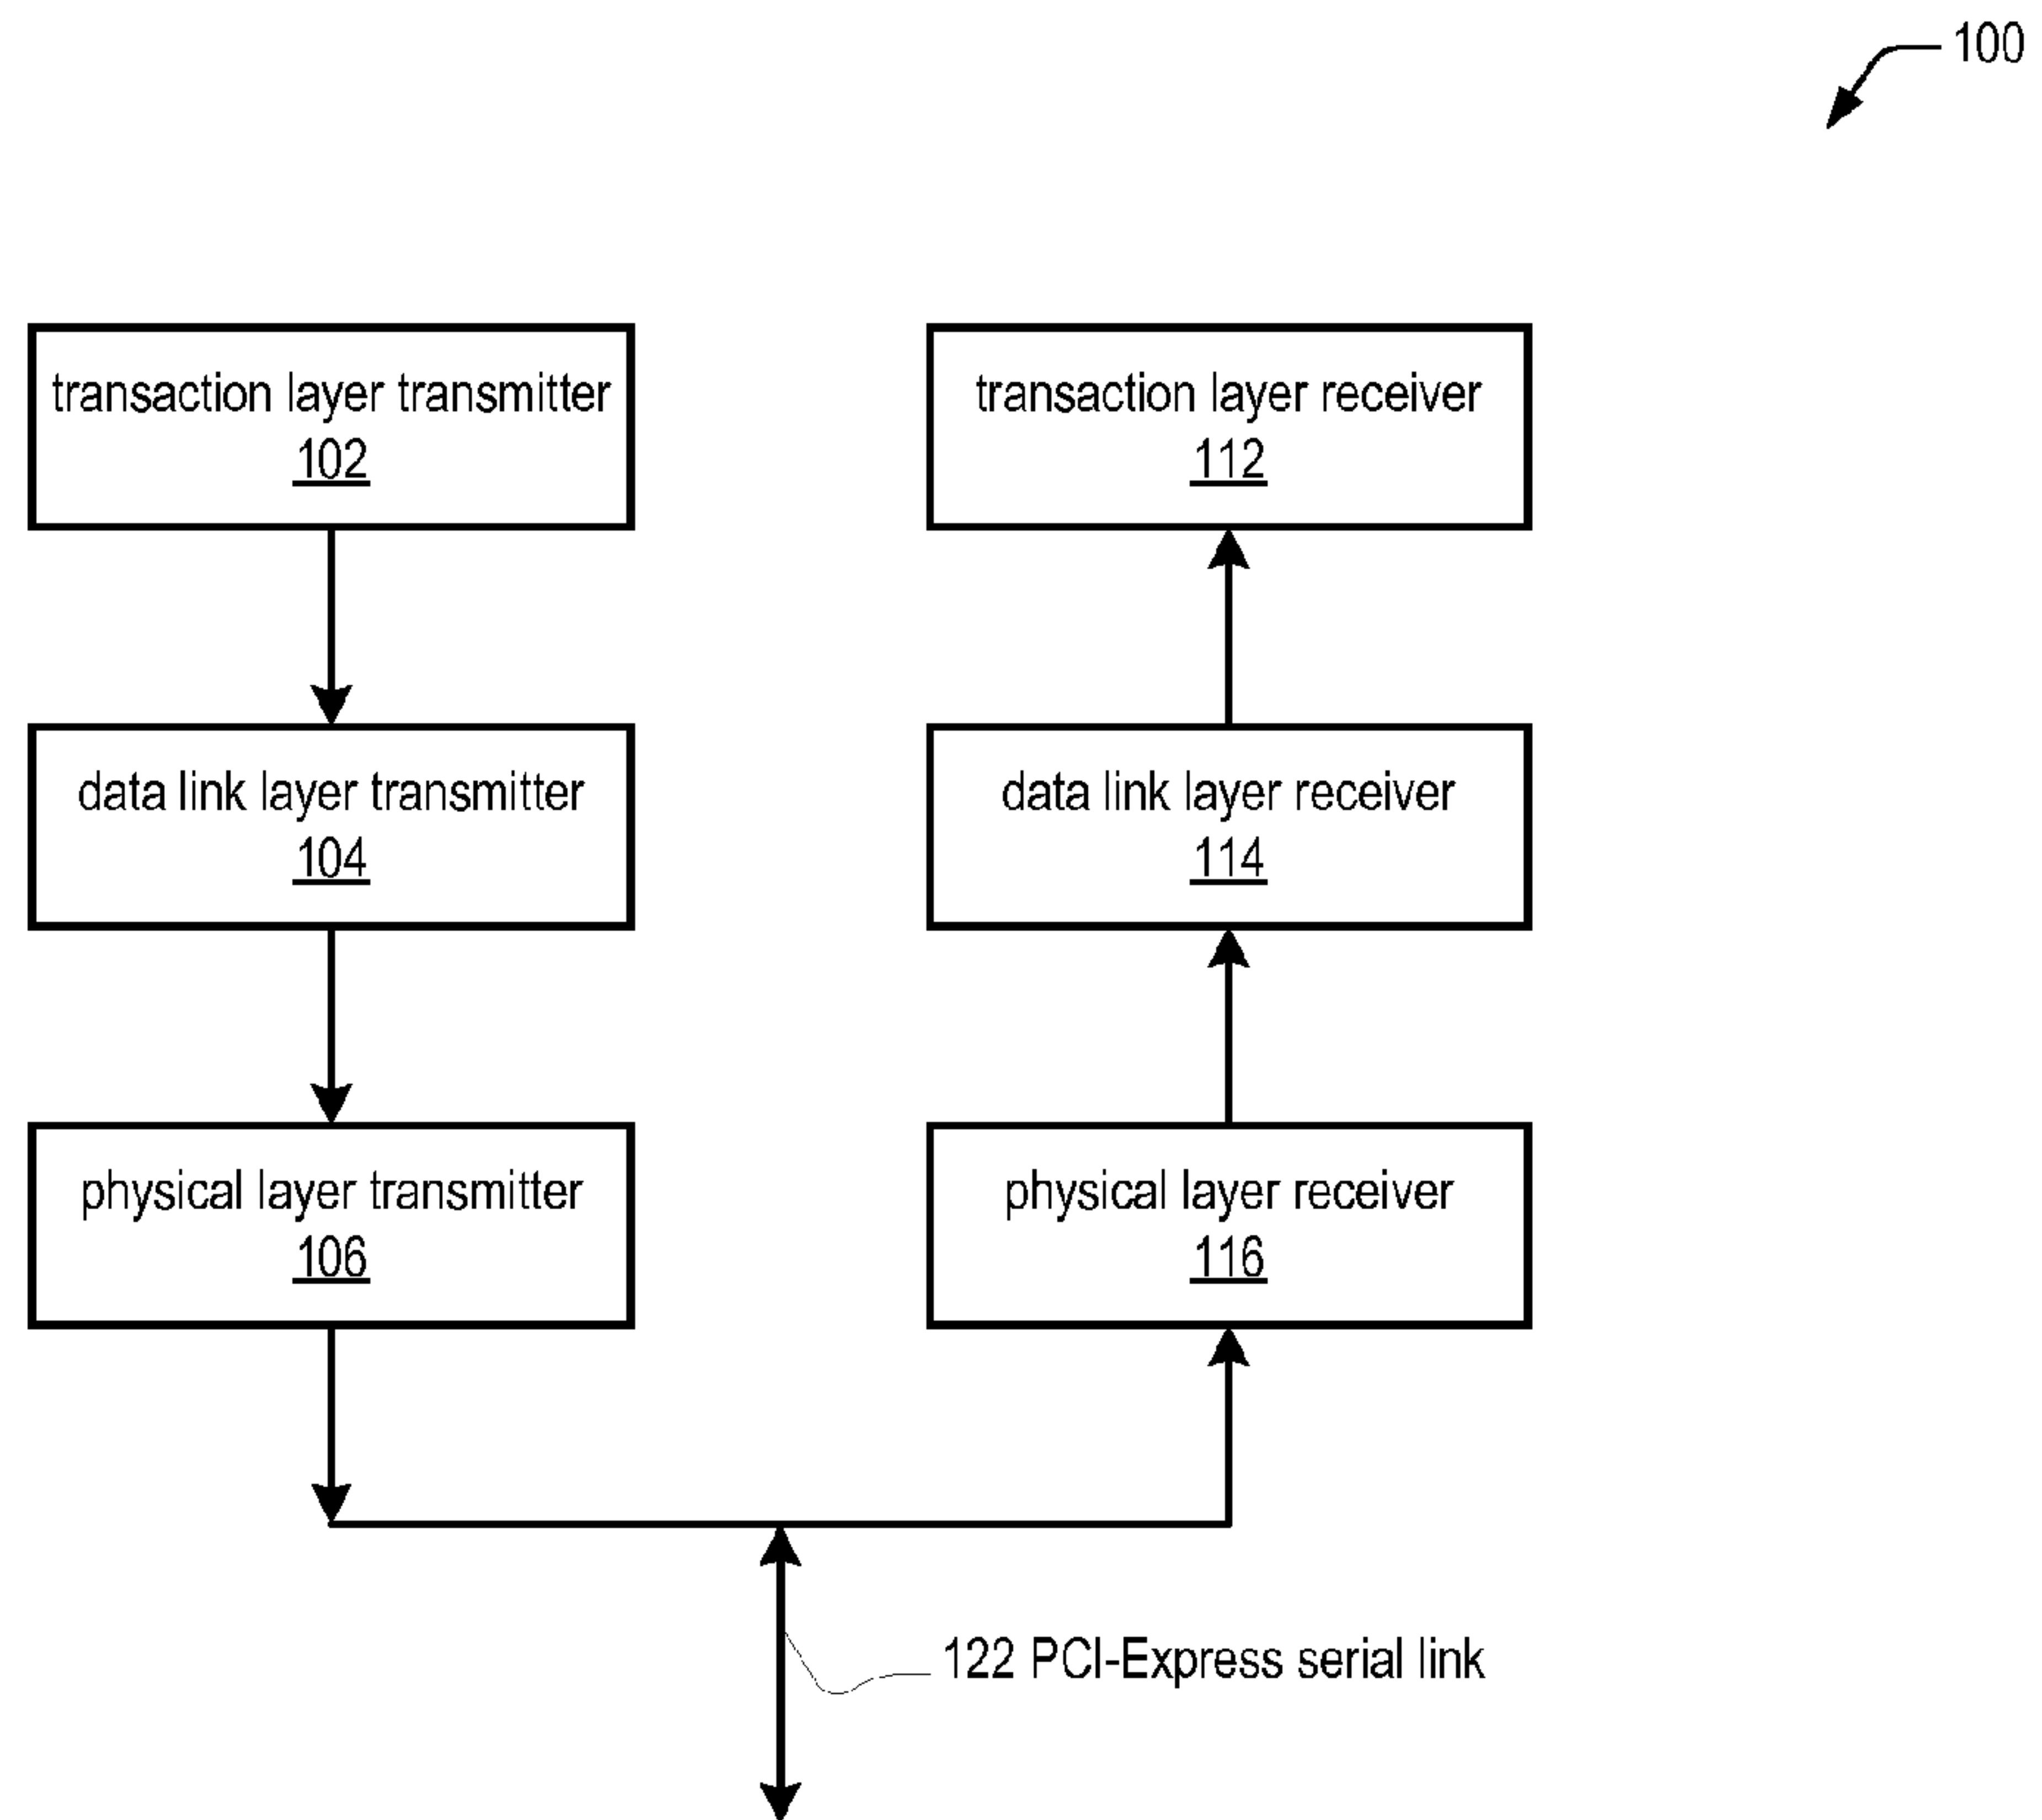 100
transaction layer transmitter
102
transaction layer receiver
112
data link layer transmitter
104
data link layer receiver
114
physical layer transmitter
106
physical layer receiver
116
122 PCI-Express serial link